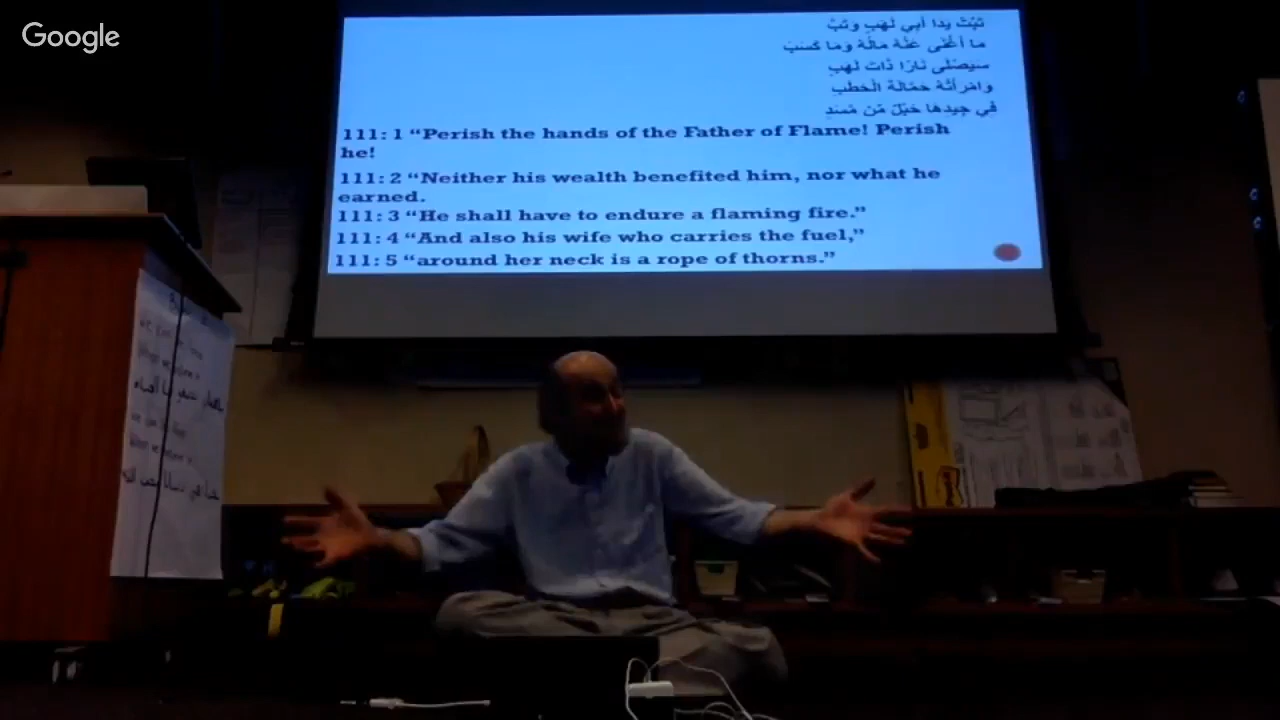 Google
تَبَّتْ يَدَا أَبِي لَهَبٍ وَتَبَّ
مَا أَغْنَى عَنْهُ مَالُهُ وَمَا كَسَبَ
سَيَصْلَى نَارًا ذَاتَ لَهَبٍ
وَامْرَأَتُهُ حَمَّالَةَ الْحَطَبِ
فِي جِيدِهَا حَبْلٌ مِّن مَّسَدٍ
111: 1 “Perish the hands of the Father of Flame! Perish
he!
111: 2 “Neither his wealth benefited him, nor what he
earned.
111: 3 “He shall have to endure a flaming fire.”
111: 4 “And also his wife who carries the fuel,”
111: 5 “around her neck is a rope of thorns.”